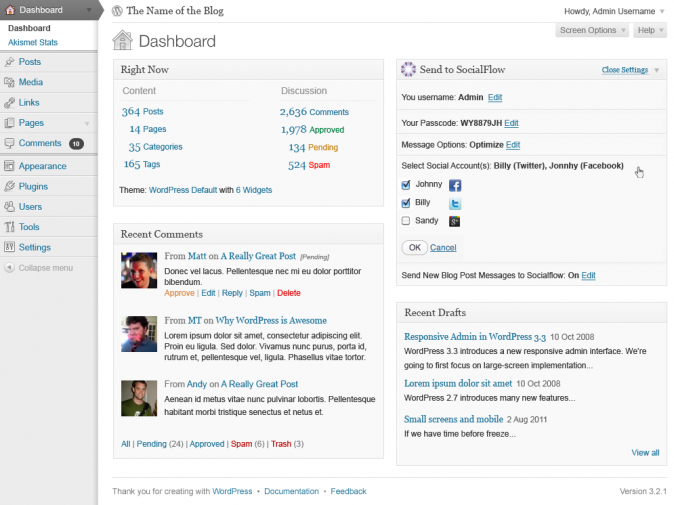 Dashboard
Dashboard
Akismet Stats
Posts
Media
Links
Pages
Comments 10
Appearance
Plugins
Users
Tools
Settings
Collapse menu
The Name of the Blog
Howdy, Admin Username
Screen Options
Help
Dashboard
Right Now
Content
Discussion
364 Posts
2,636 Comments
14 Pages
1,978 Approved
35 Categories
134 Pending
165 Tags
524 Spam
Theme: WordPress Default with 6 Widgets
Recent Comments
From Matt on A Really Great Post [Pending]
Donec vel lacus. Pellentesque nec mi eu dolor porttitor
bibendum.
Approve | Edit | Reply | Spam | Delete
From MT on Why WordPress is Awesome
Lorem ipsum dolor sit amet, consectetur adipiscing elit.
Proin eu ligula. Sed dolor. Vivamus nunc purus, porta id,
rutrum et, pellentesque vel, ligula. Phasellus vitae tortor.
From Andy on A Really Great Post
Aenean id metus vitae nunc pulvinar lobortis. Pellentesque
habitant morbi tristique senectus et netus et.
All | Pending (24) | Approved | Spam (6) | Trash (3)
Send to SocialFlow
Close Settings
You username: Admin Edit
Your Passcode: WY8879JH Edit
Message Options: Optimize Edit
Select Social Account(s): Billy (Twitter), Jonnhy (Facebook)
Johnny
Billy
Sandy
OK Cancel
Send New Blog Post Messages to Socialflow: On Edit
Recent Drafts
Responsive Admin in WordPress 3.3 10 Oct 2008
WordPress 3.3 introduces a new responsive admin interface. We're
going to first focus on large-screen implementation...
Lorem ipsum dolor sit amet 10 Oct 2008
WordPress 2.7 introduces many new features...
Small screens and mobile 2 Aug 2011
If we have time before freeze...
View all
Thank you for creating with WordPress • Documentation • Feedback
Version 3.2.1